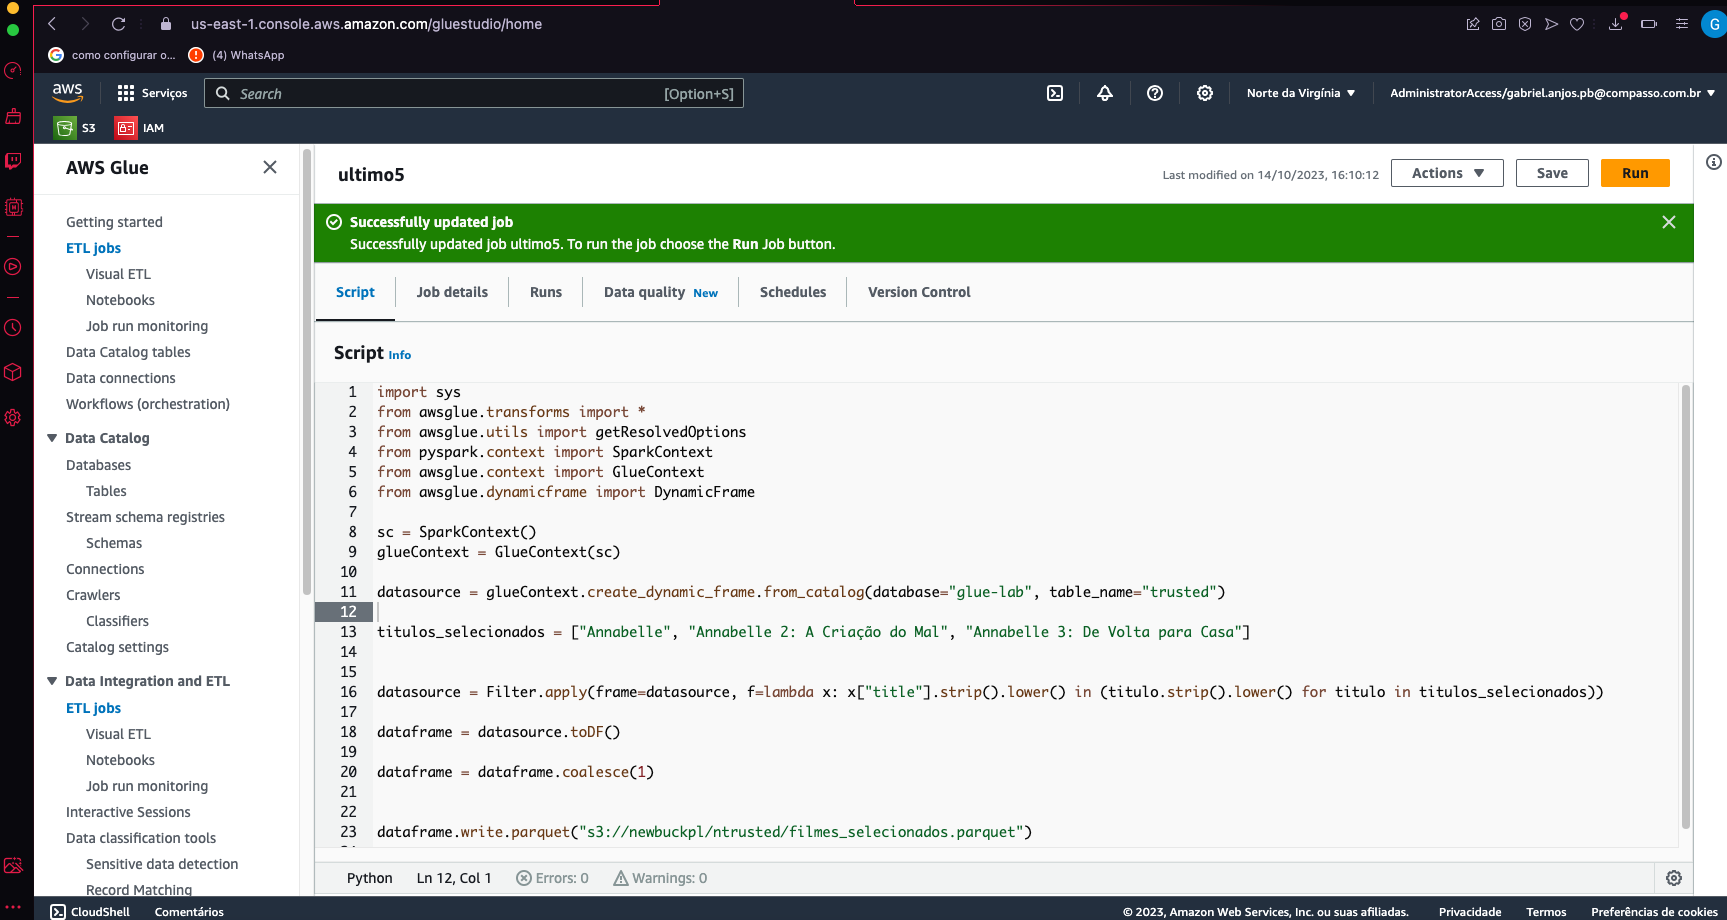 us-east-1.console.aws.amazon.com/gluestudio/home
G
como configurar o...
(4) WhatsApp
aws
Serviços
Search
[Option+S]
Norte da Virgínia
AdministratorAccess/gabriel.anjos.pb@compasso.com.br
S3
IAM
AWS Glue
Getting started
ETL jobs
Visual ETL
Notebooks
Job run monitoring
Data Catalog tables
Data connections
Workflows (orchestration)
Data Catalog
Databases
Tables
Stream schema registries
Schemas
Connections
Crawlers
Classifiers
Catalog settings
Data Integration and ETL
ETL jobs
Visual ETL
Notebooks
Job run monitoring
Interactive Sessions
Data classification tools
Sensitive data detection
Record Matching
ultimo5
Last modified on 14/10/2023, 16:10:12
Actions
Save
Run
Successfully updated job
Successfully updated job ultimo5. To run the job choose the Run Job button.
Script
Job details
Runs
Data quality New
Schedules
Version Control
Script Info
1 import sys
2 from awsglue.transforms import *
3 from awsglue.utils import getResolvedOptions
4 from pyspark.context import SparkContext
5 from awsglue.context import GlueContext
6 from awsglue.dynamicframe import DynamicFrame
7
8 sc = SparkContext()
9 glueContext = GlueContext(sc)
10
11 datasource = glueContext.create_dynamic_frame.from_catalog(database="glue-lab", table_name="trusted")
12
13 titulos_selecionados = ["Annabelle", "Annabelle 2: A Criação do Mal", "Annabelle 3: De Volta para Casa"]
14
15
16 datasource = Filter.apply(frame=datasource, f=lambda x: x["title"].strip().lower() in (titulo.strip().lower() for titulo in titulos_selecionados))
17
18 dataframe = datasource.toDF()
19
20 dataframe = dataframe.coalesce(1)
21
22
23 dataframe.write.parquet("s3://newbuckpl/ntrusted/filmes_selecionados.parquet")
Python
Ln 12, Col 1
Errors: 0
Warnings: 0
CloudShell
Comentários
© 2023, Amazon Web Services, Inc. ou suas afiliadas.
Privacidade
Termos
Preferências de cookies